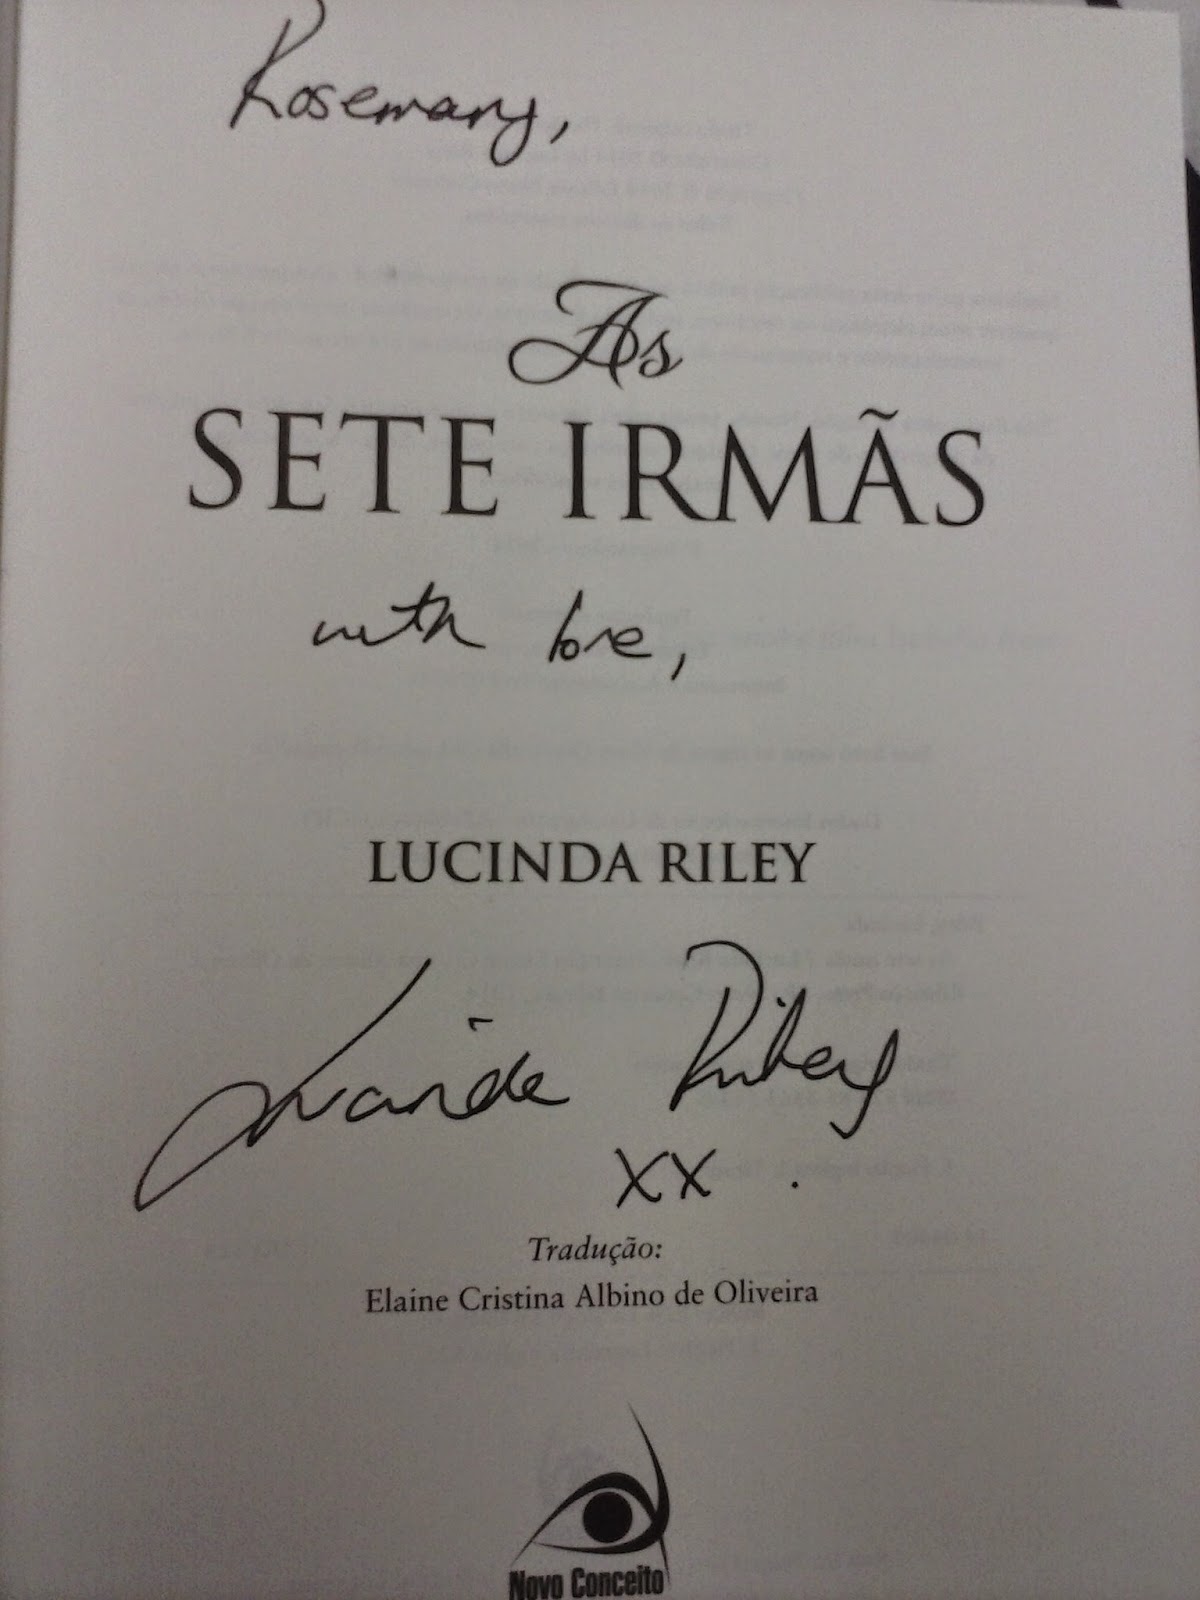 Rosemary,
As
SETE IRMÃS
with love,
LUCINDA RILEY
Lucinda Riley
XX.
Tradução:
Elaine Cristina Albino de Oliveira
Novo Conceito